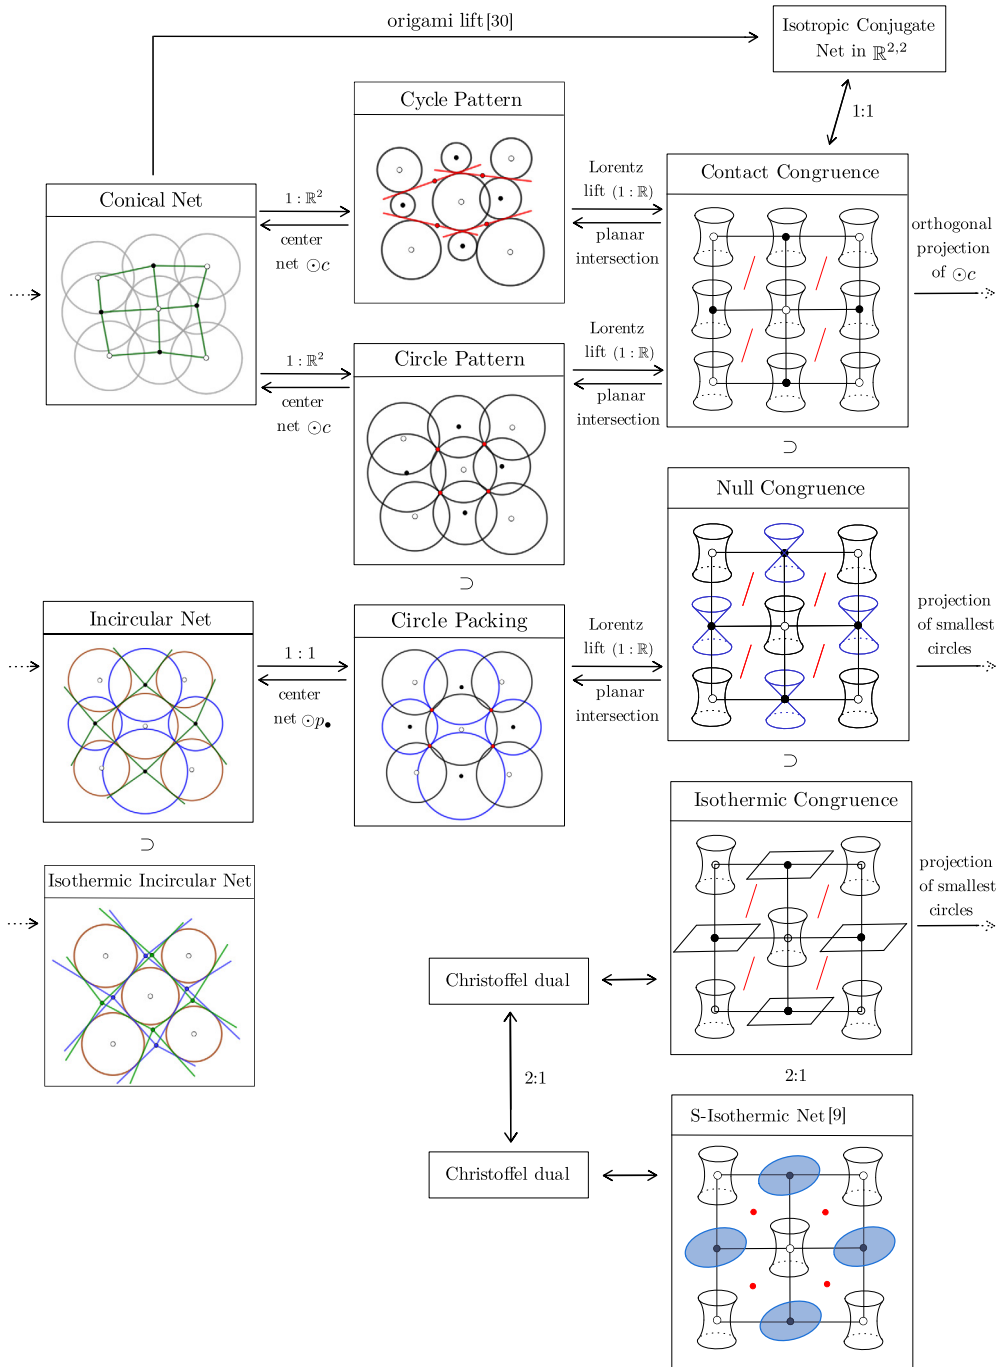 origami lift[30]
Isotropic Conjugate
Net in ℝ²,²
1:1
Cycle Pattern
Conical Net
1 : ℝ²
center
net ⊙c
Lorentz
lift (1 : ℝ)
planar
intersection
Contact Congruence
orthogonal
projection
of ⊙c
1 : ℝ²
center
net ⊙c
Circle Pattern
Lorentz
lift (1 : ℝ)
planar
intersection
⊃
Null Congruence
⊃
Incircular Net
1 : 1
center
net ⊙p•
Circle Packing
Lorentz
lift (1 : ℝ)
planar
intersection
projection
of smallest
circles
⊃
Isothermic Congruence
⊃
Isothermic Incircular Net
projection
of smallest
circles
Christoffel dual
2:1
2:1
S-Isothermic Net[9]
Christoffel dual